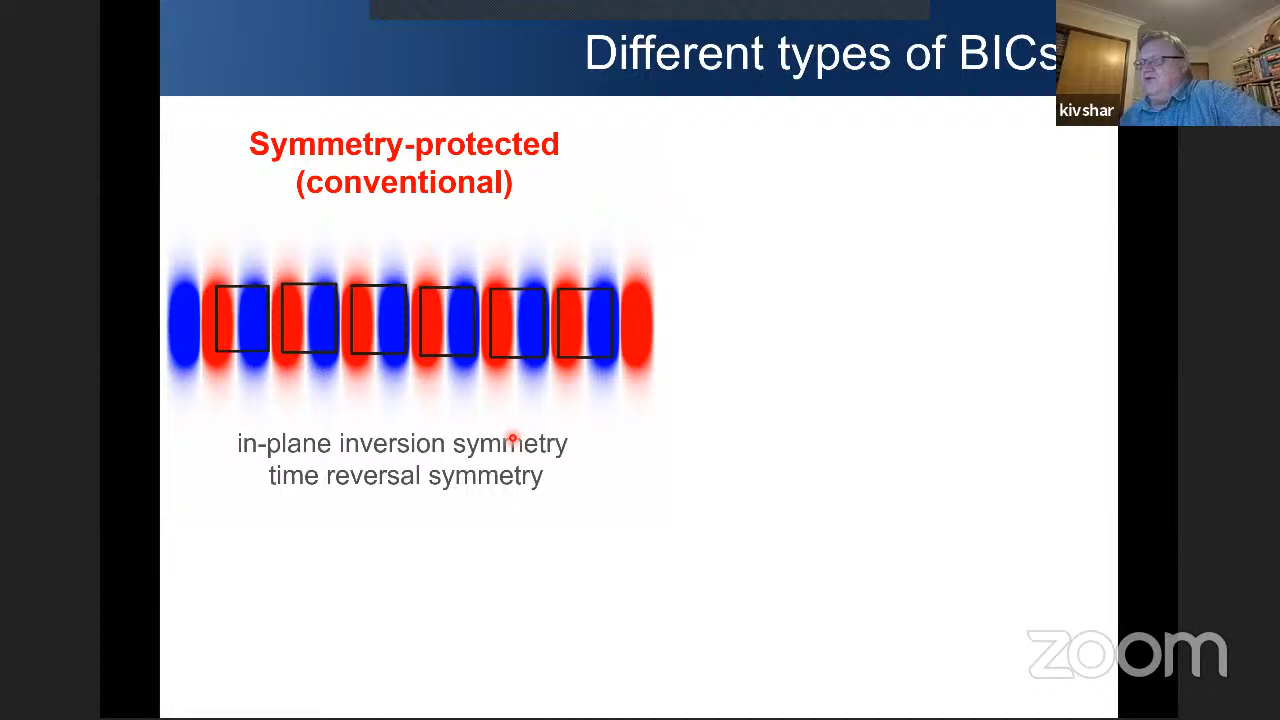 Different types of BICs
kivshar
Symmetry-protected
(conventional)
in-plane inversion symmetry
time reversal symmetry
zoom